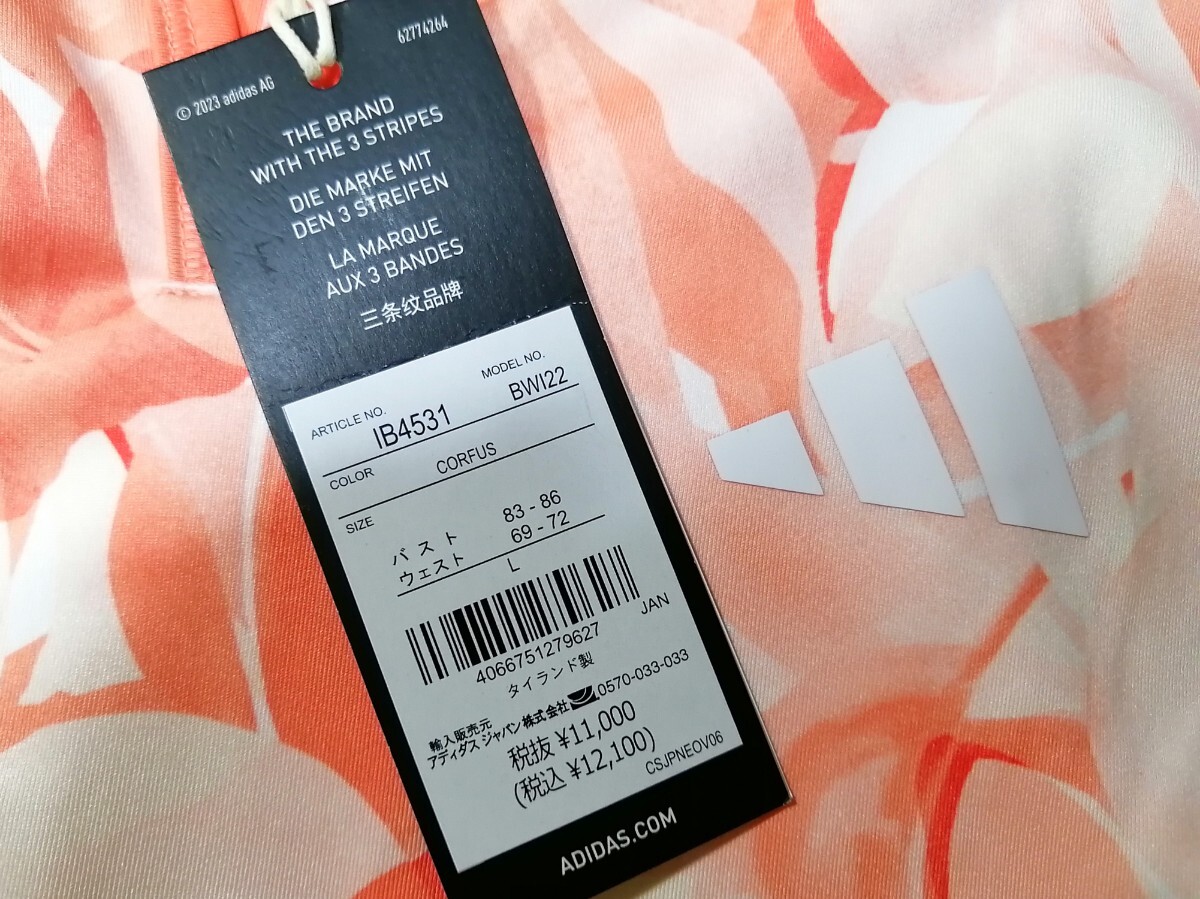 © 2023 adidas AG
62774264
THE BRAND
WITH THE 3 STRIPES
DIE MARKE MIT
DEN 3 STREIFEN
LA MARQUE
AUX 3 BANDES
三条纹品牌
ARTICLE NO. MODEL NO.
IB4531 BWI22
COLOR CORFUS
SIZE
バスト 83 - 86
ウェスト 69 - 72
L
4066751279627 JAN
タイランド製
輸入販売元
アディダス ジャパン株式会社 0570-033-033
税抜 ¥11,000
(税込 ¥12,100)
CSJPNEOV06
ADIDAS.COM